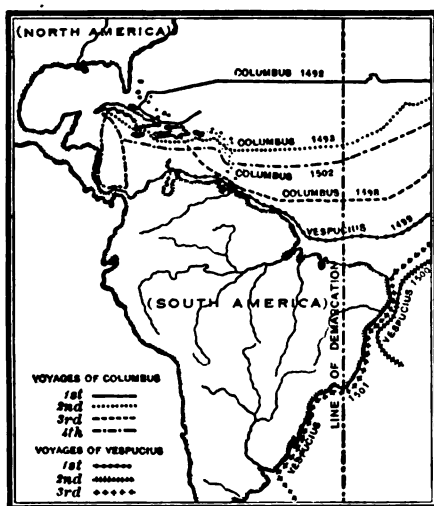 (NORTH AMERICA)
COLUMBUS 1492
COLUMBUS 1493
COLUMBUS 1502
COLUMBUS 1498
VESPUCIUS 1499
(SOUTH AMERICA)
LINE OF DEMARCATION
VESPUCIUS 1500
VESPUCIUS 1501
VOYAGES OF COLUMBUS
1st
2nd
3rd
4th
VOYAGES OF VESPUCIUS
1st
2nd
3rd